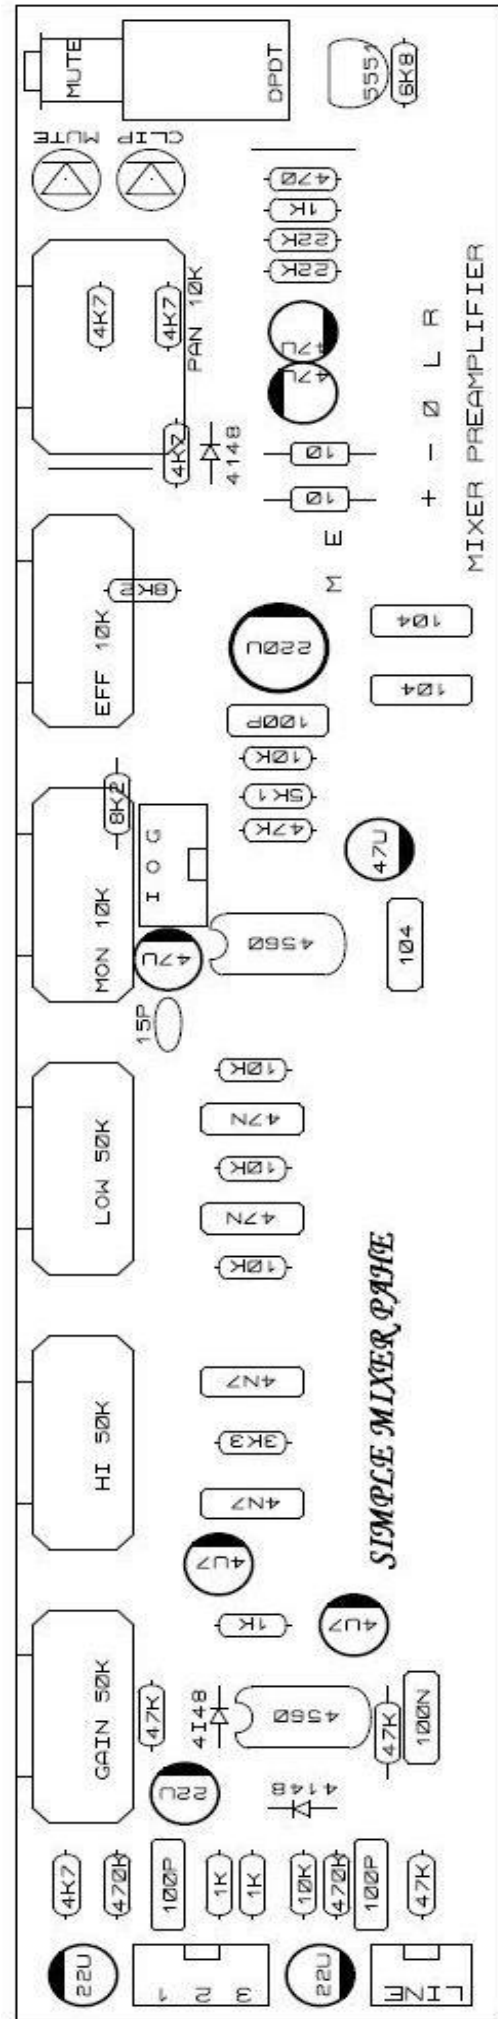 MUTE
DPDT
5551
6K8
MUTE
CLIP
470
1K
22K
22K
4K7
4K7
PAN 10K
47U
47U
4K7
4148
10
10
+ - Ø L R
MIXER PREAMPLIFIER
M E
EFF 10K
8K2
220U
104
104
100P
10K
5K1
47K
8K2
I O G
47U
MON 10K
47U
4560
104
15P
10K
47N
10K
47N
10K
LOW 50K
SIMPLE MIXER PAHE
HI 50K
4N7
3K3
4N7
4U7
1K
4U7
GAIN 50K
47K
4148
4560
47K
100N
22U
4148
4K7
470K
100P
1K
1K
10K
470K
100P
47K
22U
1 2 3
22U
LINE